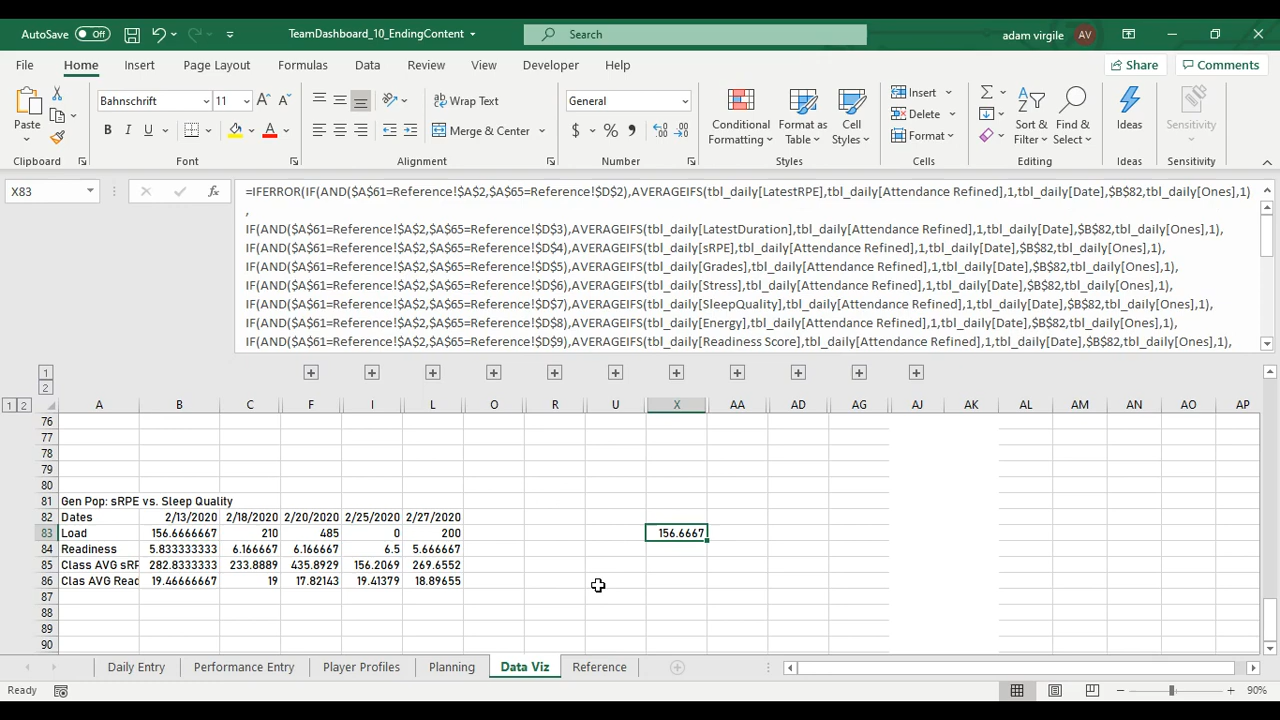 AutoSave Off TeamDashboard_10_EndingContent Search adam virgile AV
File Home Insert Page Layout Formulas Data Review View Developer Help Share Comments
Bahnschrift 11 A A Wrap Text General Insert
Paste Conditional Formatting Format as Table Cell Styles Delete Sort & Filter Find & Select Ideas Sensitivity
B I U A Merge & Center $ % Format
Clipboard Font Alignment Number Styles Cells Editing Ideas Sensitivity
X83 fx =IFERROR(IF(AND($A$61=Reference!$A$2,$A$65=Reference!$D$2),AVERAGEIFS(tbl_daily[LatestRPE],tbl_daily[Attendance Refined],1,tbl_daily[Date],$B$82,tbl_daily[Ones],1)
,
IF(AND($A$61=Reference!$A$2,$A$65=Reference!$D$3),AVERAGEIFS(tbl_daily[LatestDuration],tbl_daily[Attendance Refined],1,tbl_daily[Date],$B$82,tbl_daily[Ones],1),
IF(AND($A$61=Reference!$A$2,$A$65=Reference!$D$4),AVERAGEIFS(tbl_daily[sRPE],tbl_daily[Attendance Refined],1,tbl_daily[Date],$B$82,tbl_daily[Ones],1),
IF(AND($A$61=Reference!$A$2,$A$65=Reference!$D$5),AVERAGEIFS(tbl_daily[Grades],tbl_daily[Attendance Refined],1,tbl_daily[Date],$B$82,tbl_daily[Ones],1),
IF(AND($A$61=Reference!$A$2,$A$65=Reference!$D$6),AVERAGEIFS(tbl_daily[Stress],tbl_daily[Attendance Refined],1,tbl_daily[Date],$B$82,tbl_daily[Ones],1),
IF(AND($A$61=Reference!$A$2,$A$65=Reference!$D$7),AVERAGEIFS(tbl_daily[SleepQuality],tbl_daily[Attendance Refined],1,tbl_daily[Date],$B$82,tbl_daily[Ones],1),
IF(AND($A$61=Reference!$A$2,$A$65=Reference!$D$8),AVERAGEIFS(tbl_daily[Energy],tbl_daily[Attendance Refined],1,tbl_daily[Date],$B$82,tbl_daily[Ones],1),
IF(AND($A$61=Reference!$A$2,$A$65=Reference!$D$9),AVERAGEIFS(tbl_daily[Readiness Score],tbl_daily[Attendance Refined],1,tbl_daily[Date],$B$82,tbl_daily[Ones],1),
1
2
1 2 A B C F I L O R U X AA AD AG AJ AK AL AM AN AO AP
76
77
78
79
80
81 Gen Pop: sRPE vs. Sleep Quality
82 Dates 2/13/2020 2/18/2020 2/20/2020 2/25/2020 2/27/2020
83 Load 156.6666667 210 485 0 200 156.6667
84 Readiness 5.833333333 6.166667 6.166667 6.5 5.666667
85 Class AVG sRP 282.8333333 233.8889 435.8929 156.2069 269.6552
86 Clas AVG Read 19.46666667 19 17.82143 19.41379 18.89655
87
88
89
90
Daily Entry Performance Entry Player Profiles Planning Data Viz Reference
Ready 90%